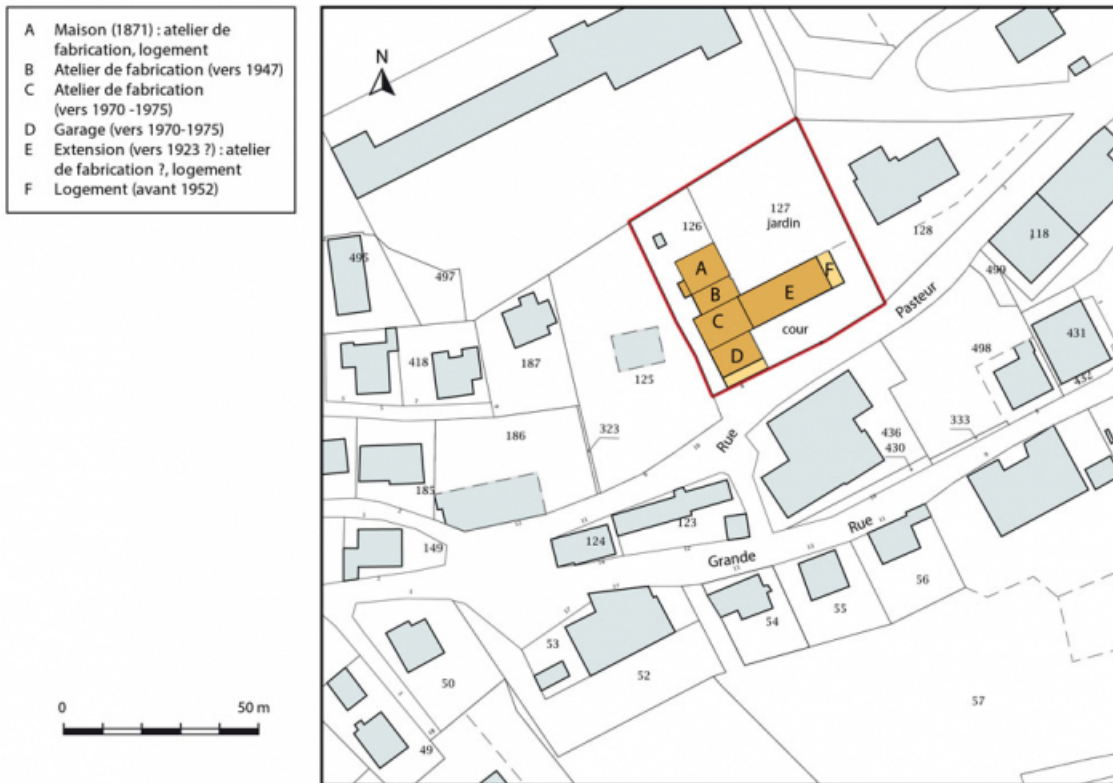 A Maison (1871) : atelier de
fabrication, logement
B Atelier de fabrication (vers 1947)
C Atelier de fabrication
(vers 1970 -1975)
D Garage (vers 1970-1975)
E Extension (vers 1923 ?) : atelier
de fabrication ?, logement
F Logement (avant 1952)
N
127
jardin
126
128
118
A
B
C
D
E
F
cour
Pasteur
Rue
495
497
499
418
187
125
498
431
432
186
323
436
430
333
185
123
124
149
Grande
Rue
56
55
54
53
52
50
49
57
0 50 m